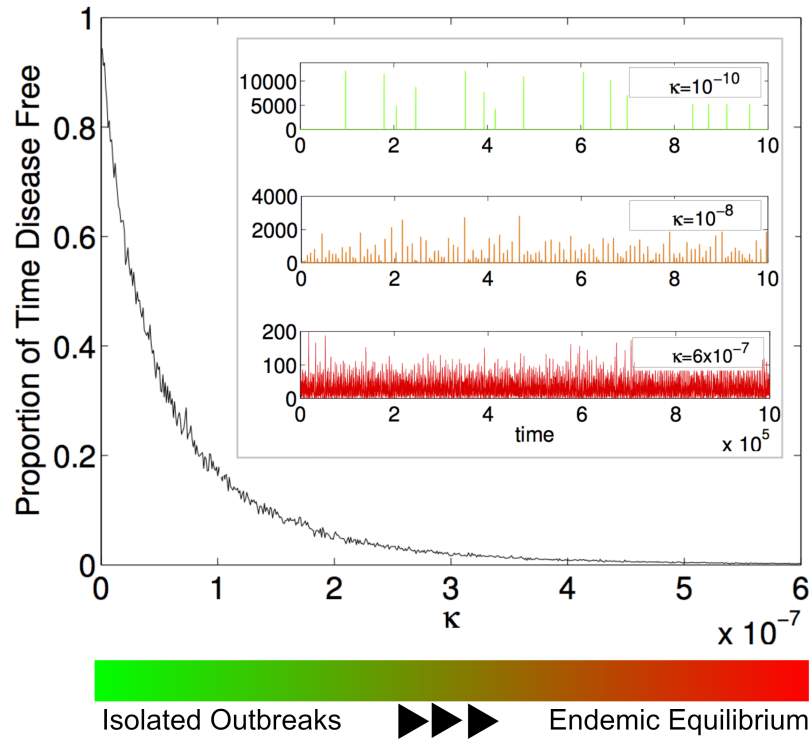 Proportion of Time Disease Free
1
0.8
0.6
0.4
0.2
0
0 1 2 3 4 5 6
κ
x 10⁻⁷
10000
5000
0
κ=10⁻¹⁰
0 2 4 6 8 10
4000
2000
0
κ=10⁻⁸
0 2 4 6 8 10
200
100
0
κ=6x10⁻⁷
0 2 4 6 8 10
time
x 10⁵
Isolated Outbreaks
Endemic Equilibrium